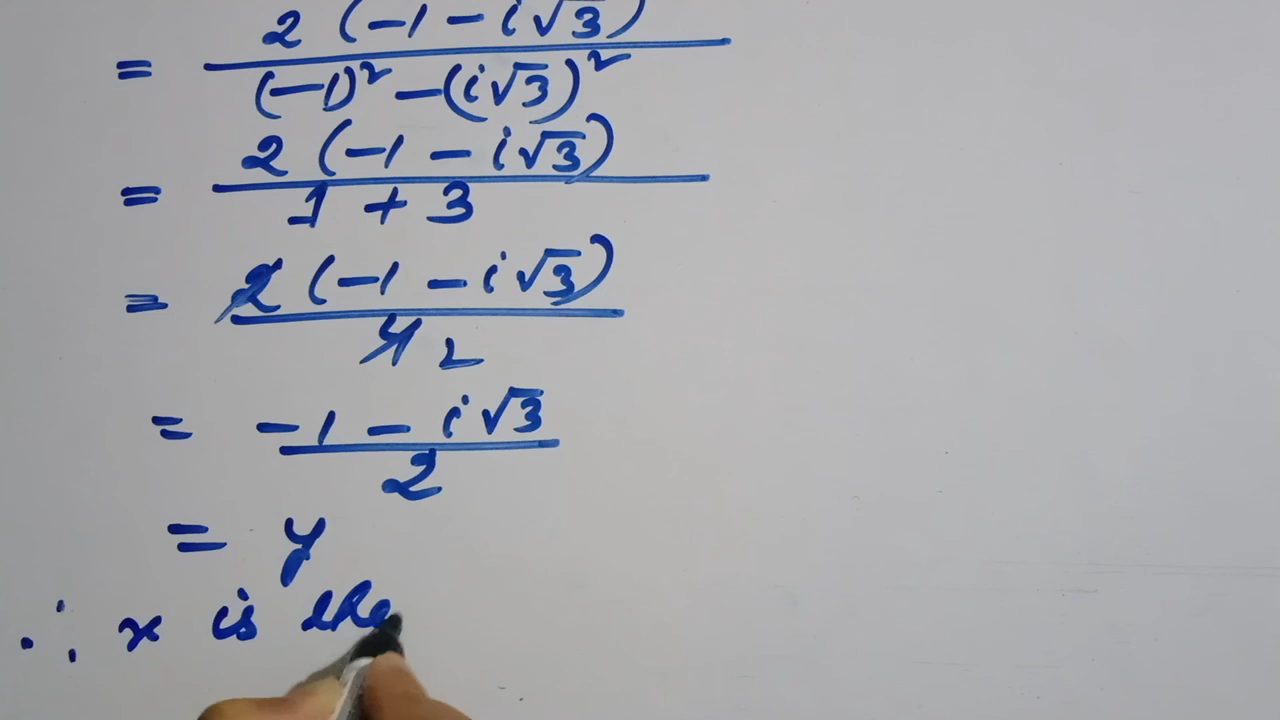 = 2 (-1 - i√3) / (-1)² - (i√3)²
= 2 (-1 - i√3) / 1 + 3
= 2 (-1 - i√3) / 4 2
= -1 - i√3 / 2
= y
∴ x is the